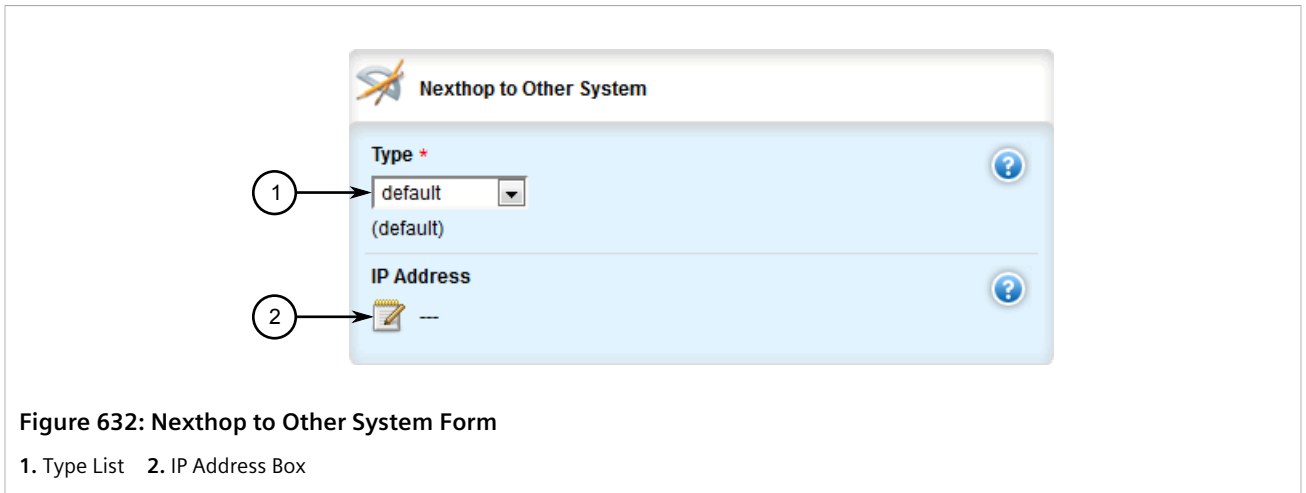 Nexthop to Other System
Type *
1
default
(default)
IP Address
2
---
Figure 632: Nexthop to Other System Form
1. Type List 2. IP Address Box